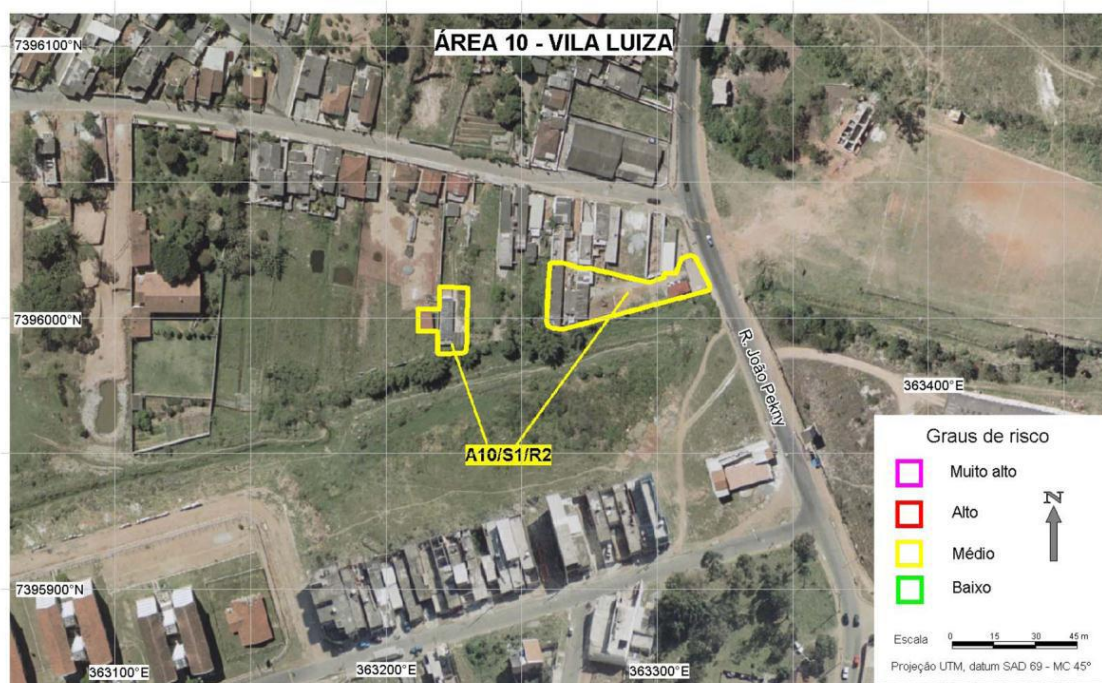 ÁREA 10 - VILA LUIZA
7396100°N
7396000°N
R. João Pekny
363400°E
A10/S1/R2
Graus de risco
Muito alto
Alto
Médio
Baixo
N
7395900°N
363100°E
363200°E
363300°E
Escala 0 15 30 45 m
Projeção UTM, datum SAD 69 - MC 45º